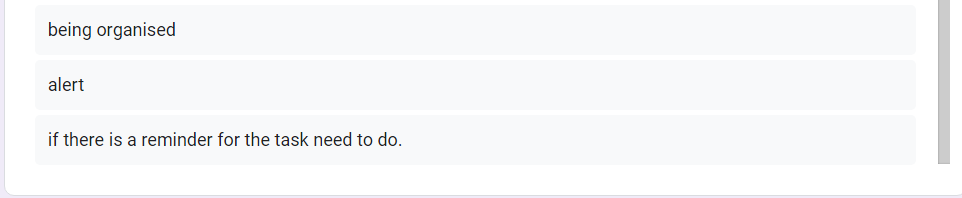 being organised
alert
if there is a reminder for the task need to do.